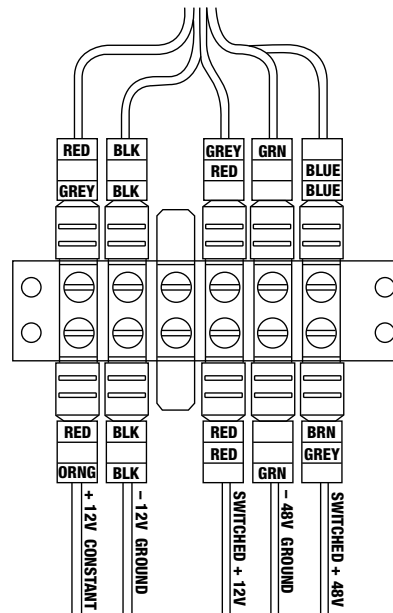 RED BLK GREY GRN
RED BLUE
GREY BLK BLUE
RED BLK RED BRN
RED GREY
ORNG BLK GRN
+ 12V CONSTANT
– 12V GROUND
SWITCHED + 12V
– 48V GROUND
SWITCHED + 48V